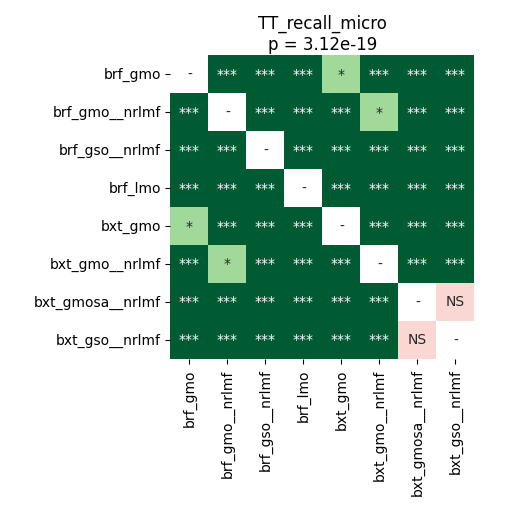 TT_recall_micro
p = 3.12e-19
brf_gmo - *** *** *** * *** *** ***
brf_gmo__nrlmf *** - *** *** *** * *** ***
brf_gso__nrlmf *** *** - *** *** *** *** ***
brf_lmo *** *** *** - *** *** *** ***
bxt_gmo * *** *** *** - *** *** ***
bxt_gmo__nrlmf *** * *** *** *** - *** ***
bxt_gmosa__nrlmf *** *** *** *** *** *** - NS
bxt_gso__nrlmf *** *** *** *** *** *** NS -
brf_gmo
brf_gmo__nrlmf
brf_gso__nrlmf
brf_lmo
bxt_gmo
bxt_gmo__nrlmf
bxt_gmosa__nrlmf
bxt_gso__nrlmf